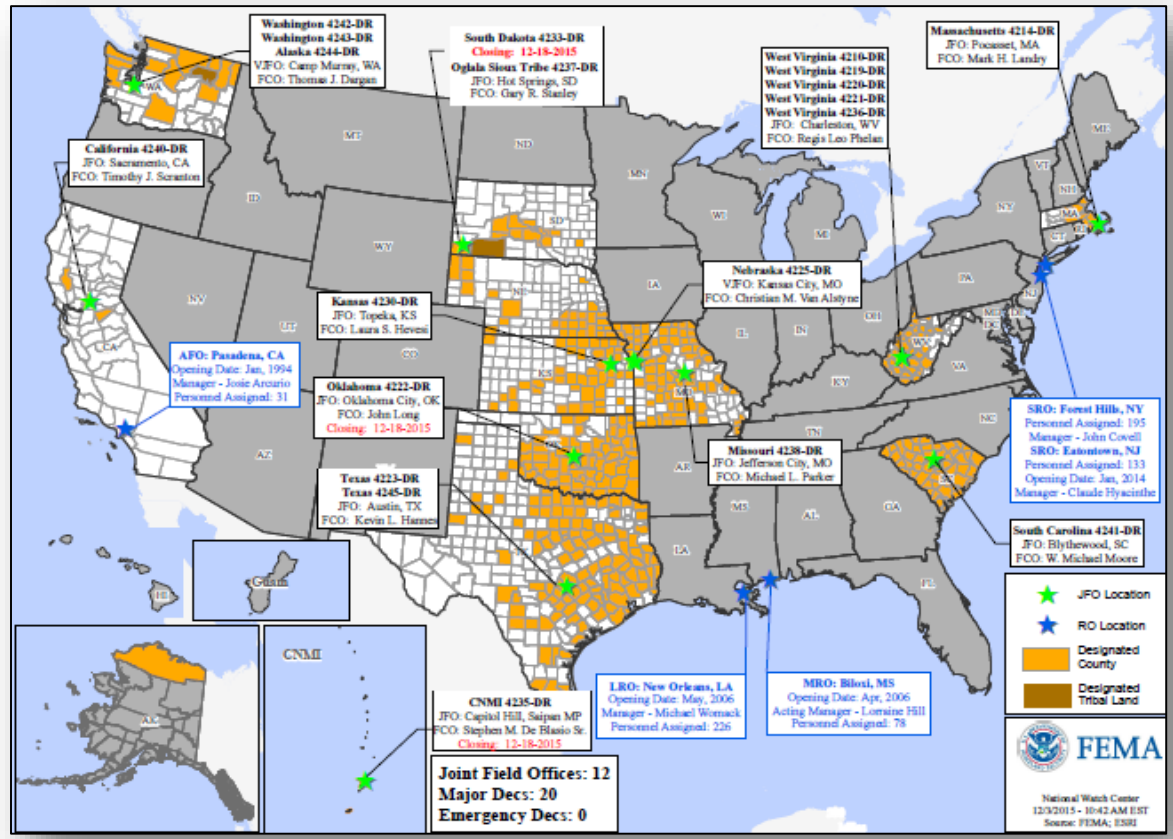 Washington 4242-DR
Washington 4243-DR
Alaska 4244-DR
VJFO: Camp Murray, WA
FCO: Thomas J. Dargan
South Dakota 4233-DR
Closing: 12-18-2015
Oglala Sioux Tribe 4237-DR
JFO: Hot Springs, SD
FCO: Gary R. Stanley
West Virginia 4210-DR
West Virginia 4219-DR
West Virginia 4220-DR
West Virginia 4221-DR
West Virginia 4236-DR
JFO: Charleston, WV
FCO: Regis Leo Phelan
Massachusetts 4214-DR
JFO: Pocasset, MA
FCO: Mark H. Landry
California 4240-DR
JFO: Sacramento, CA
FCO: Timothy J. Scranton
WA
MT
ND
MN
ME
VT
NH
ID
SD
WI
MI
NY
MA
CT
RI
WY
Nebraska 4225-DR
VJFO: Kansas City, MO
FCO: Christian M. Van Alstyne
IA
PA
NJ
NV
NE
Kansas 4230-DR
JFO: Topeka, KS
FCO: Laura S. Hevesi
IL
IN
OH
MD
DE
DC
UT
CO
WV
VA
CA
AFO: Pasadena, CA
Opening Date: Jan, 1994
Manager - Josie Arcurio
Personnel Assigned: 31
KS
MO
KY
Oklahoma 4222-DR
JFO: Oklahoma City, OK
FCO: John Long
Closing: 12-18-2015
SRO: Forest Hills, NY
Personnel Assigned: 195
Manager - John Covell
SRO: Eatontown, NJ
Personnel Assigned: 133
Opening Date: Jan, 2014
Manager - Claude Hyacinthe
NC
TN
AZ
AR
Missouri 4238-DR
JFO: Jefferson City, MO
FCO: Michael L. Parker
SC
Texas 4223-DR
Texas 4245-DR
JFO: Austin, TX
FCO: Kevin L. Hannes
MS
AL
GA
South Carolina 4241-DR
JFO: Blythewood, SC
FCO: W. Michael Moore
LA
FL
HI
Guam
JFO Location
RO Location
Designated
County
Designated
Tribal Land
CNMI
AK
LRO: New Orleans, LA
Opening Date: May, 2006
Manager - Michael Womack
Personnel Assigned: 226
MRO: Biloxi, MS
Opening Date: Apr, 2006
Acting Manager - Lorraine Hill
Personnel Assigned: 78
CNMI 4235-DR
JFO: Capitol Hill, Saipan MP
FCO: Stephen M. De Blasio Sr.
Closing: 12-18-2015
Joint Field Offices: 12
Major Decs: 20
Emergency Decs: 0
FEMA
National Watch Center
12/3/2015 - 10:42 AM EST
Source: FEMA; ESRI